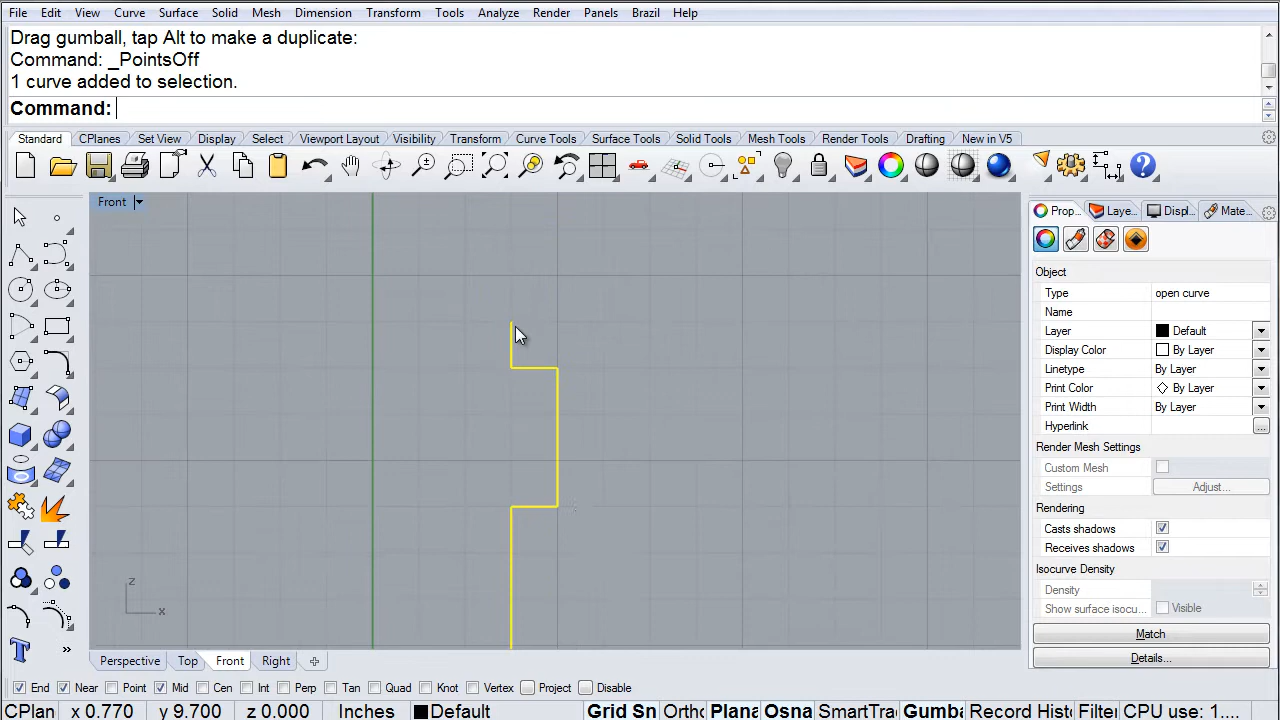 File Edit View Curve Surface Solid Mesh Dimension Transform Tools Analyze Render Panels Brazil Help
Drag gumball, tap Alt to make a duplicate:
Command: _PointsOff
1 curve added to selection.
Command:
Standard CPlanes Set View Display Select Viewport Layout Visibility Transform Curve Tools Surface Tools Solid Tools Mesh Tools Render Tools Drafting New in V5
Front
Prop... Laye... Displ... Mate...
Object
Type open curve
Name
Layer Default
Display Color By Layer
Linetype By Layer
Print Color By Layer
Print Width By Layer
Hyperlink ...
Render Mesh Settings
Custom Mesh
Settings Adjust...
Rendering
Casts shadows
Receives shadows
Isocurve Density
Density
Show surface isocu... Visible
Match
Details...
z
x
T
Perspective Top Front Right
End Near Point Mid Cen Int Perp Tan Quad Knot Vertex Project Disable
CPlan x 0.770 y 9.700 z 0.000 Inches Default Grid Sn Ortho Plana Osna SmartTra Gumba Record Histo Filter CPU use: 1....